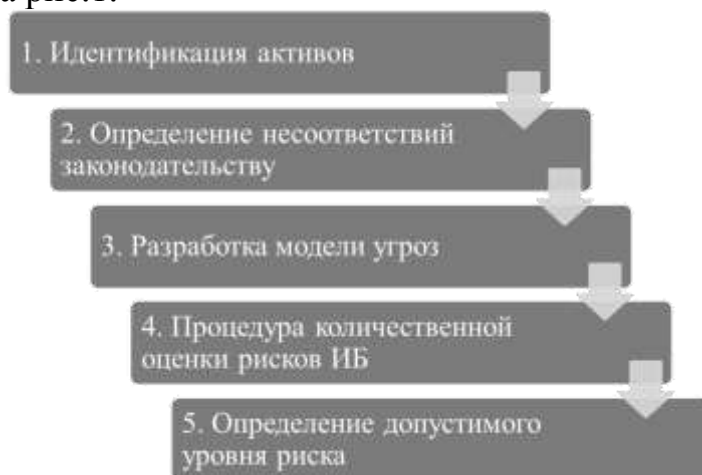 а рис.1.
1. Идентификация активов
2. Определение несоответствий
законодательству
3. Разработка модели угроз
4. Процедура количественной
оценки рисков ИБ
5. Определение допустимого
уровня риска